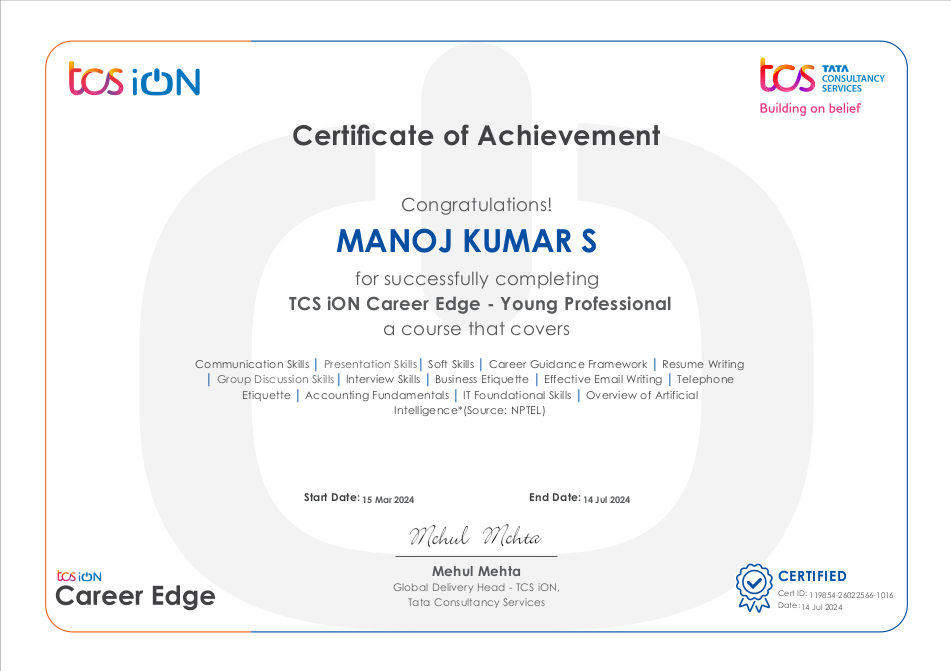 tcs iON
tcs TATA
CONSULTANCY
SERVICES
Building on belief
Certificate of Achievement
Congratulations!
MANOJ KUMAR S
for successfully completing
TCS iON Career Edge - Young Professional
a course that covers
Communication Skills | Presentation Skills | Soft Skills | Career Guidance Framework | Resume Writing
| Group Discussion Skills | Interview Skills | Business Etiquette | Effective Email Writing | Telephone
Etiquette | Accounting Fundamentals | IT Foundational Skills | Overview of Artificial
Intelligence*(Source: NPTEL)
Start Date: 15 Mar 2024 End Date: 14 Jul 2024
Mehul Mehta
Mehul Mehta
Global Delivery Head - TCS iON,
Tata Consultancy Services
tcs iON
Career Edge
CERTIFIED
Cert ID: 119854-26022566-1016
Date: 14 Jul 2024